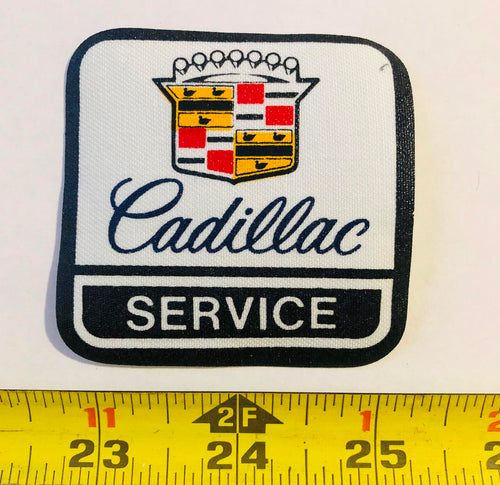 Cadillac
SERVICE
11 2F 1
23 24 25